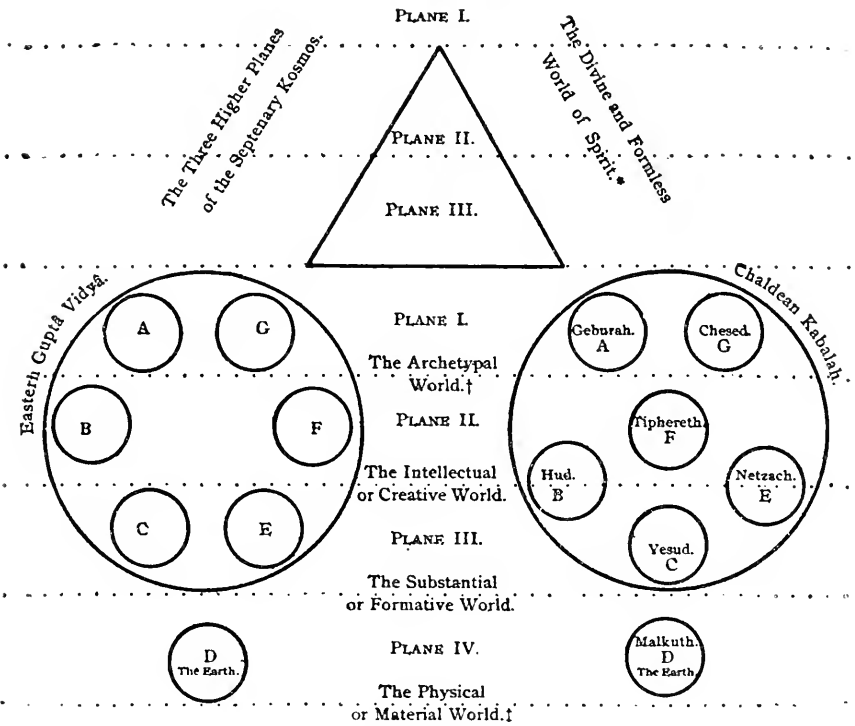 PLANE I.
The Three Higher Planes
of the Septenary Kosmos.
The Divine and Formless
World of Spirit.*
PLANE II.
PLANE III.
Eastern Guptâ Vidyâ.
Chaldean Kabalah.
A
G
PLANE I.
Geburah.
A
Chesed.
G
The Archetypal
World.†
B
F
PLANE II.
Tiphereth.
F
The Intellectual
or Creative World.
Hud.
B
Netzach.
E
C
E
PLANE III.
Yesud.
C
The Substantial
or Formative World.
D
The Earth.
PLANE IV.
Malkuth.
D
The Earth.
The Physical
or Material World.‡